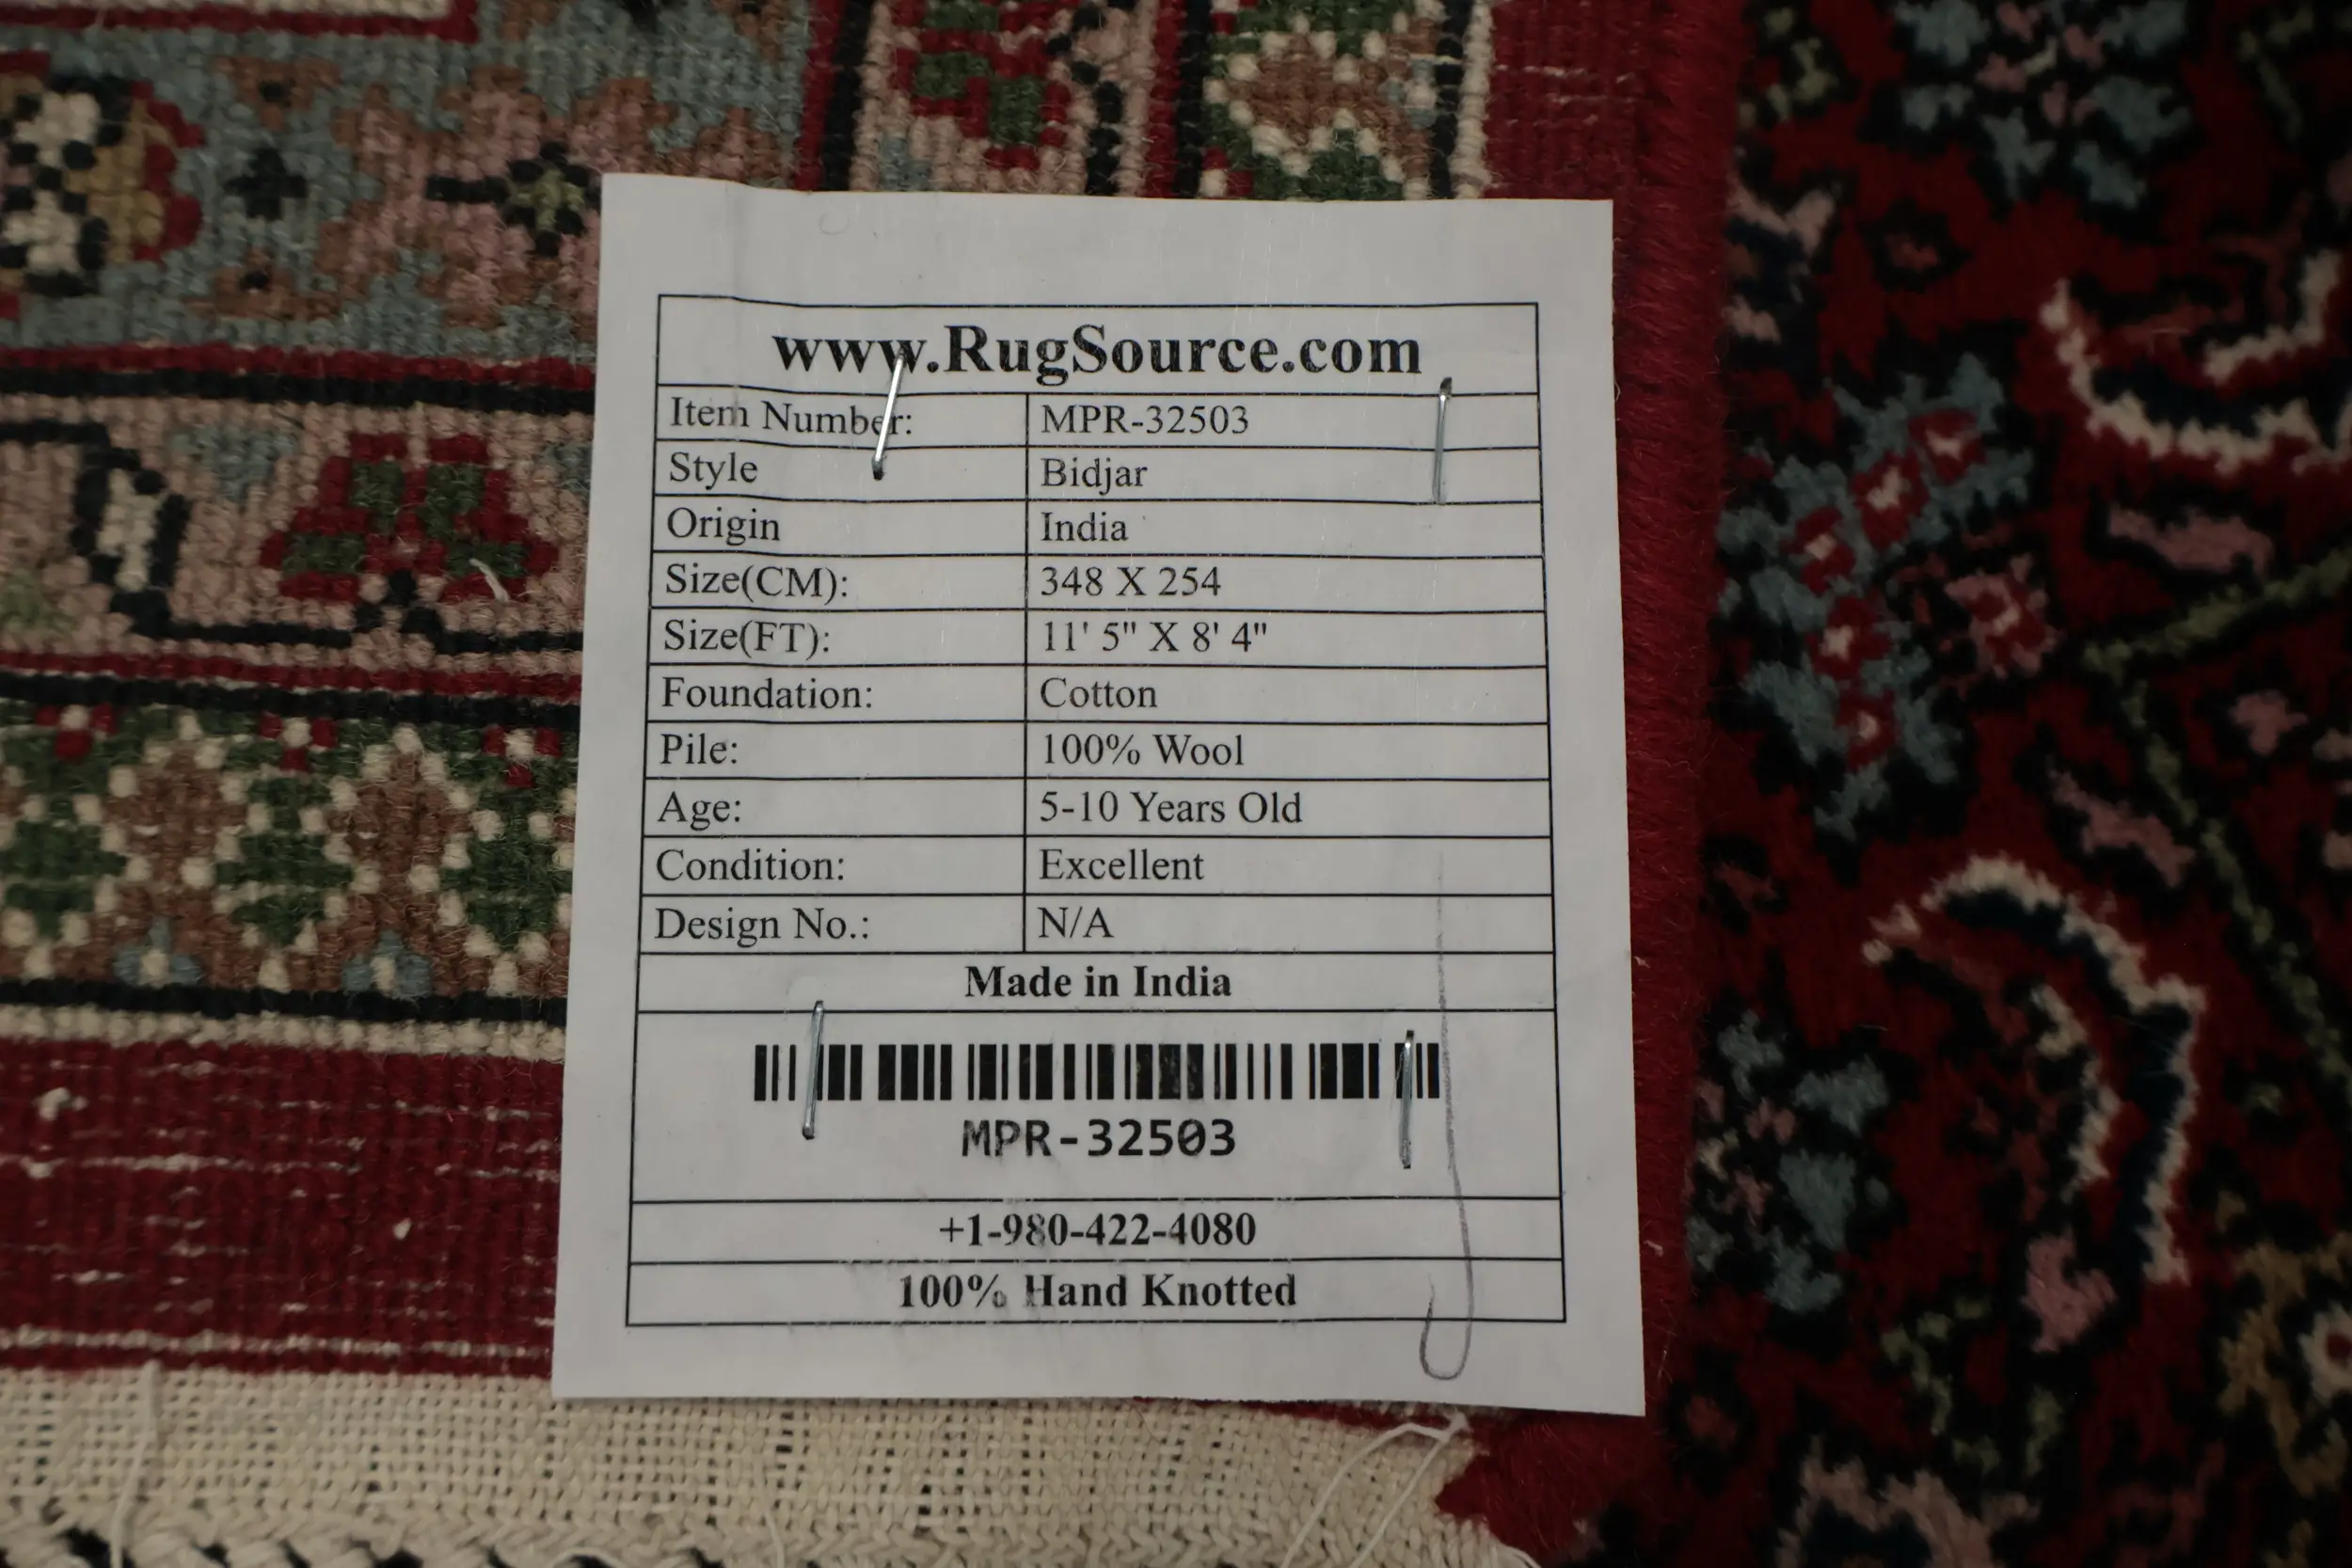 www.RugSource.com
Item Number: MPR-32503
Style Bidjar
Origin India
Size(CM): 348 X 254
Size(FT): 11' 5" X 8' 4"
Foundation: Cotton
Pile: 100% Wool
Age: 5-10 Years Old
Condition: Excellent
Design No.: N/A
Made in India
MPR-32503
+1-980-422-4080
100% Hand Knotted